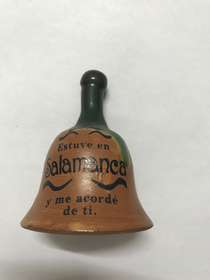 Estuve en
Salamanca
y me acordé
de ti.